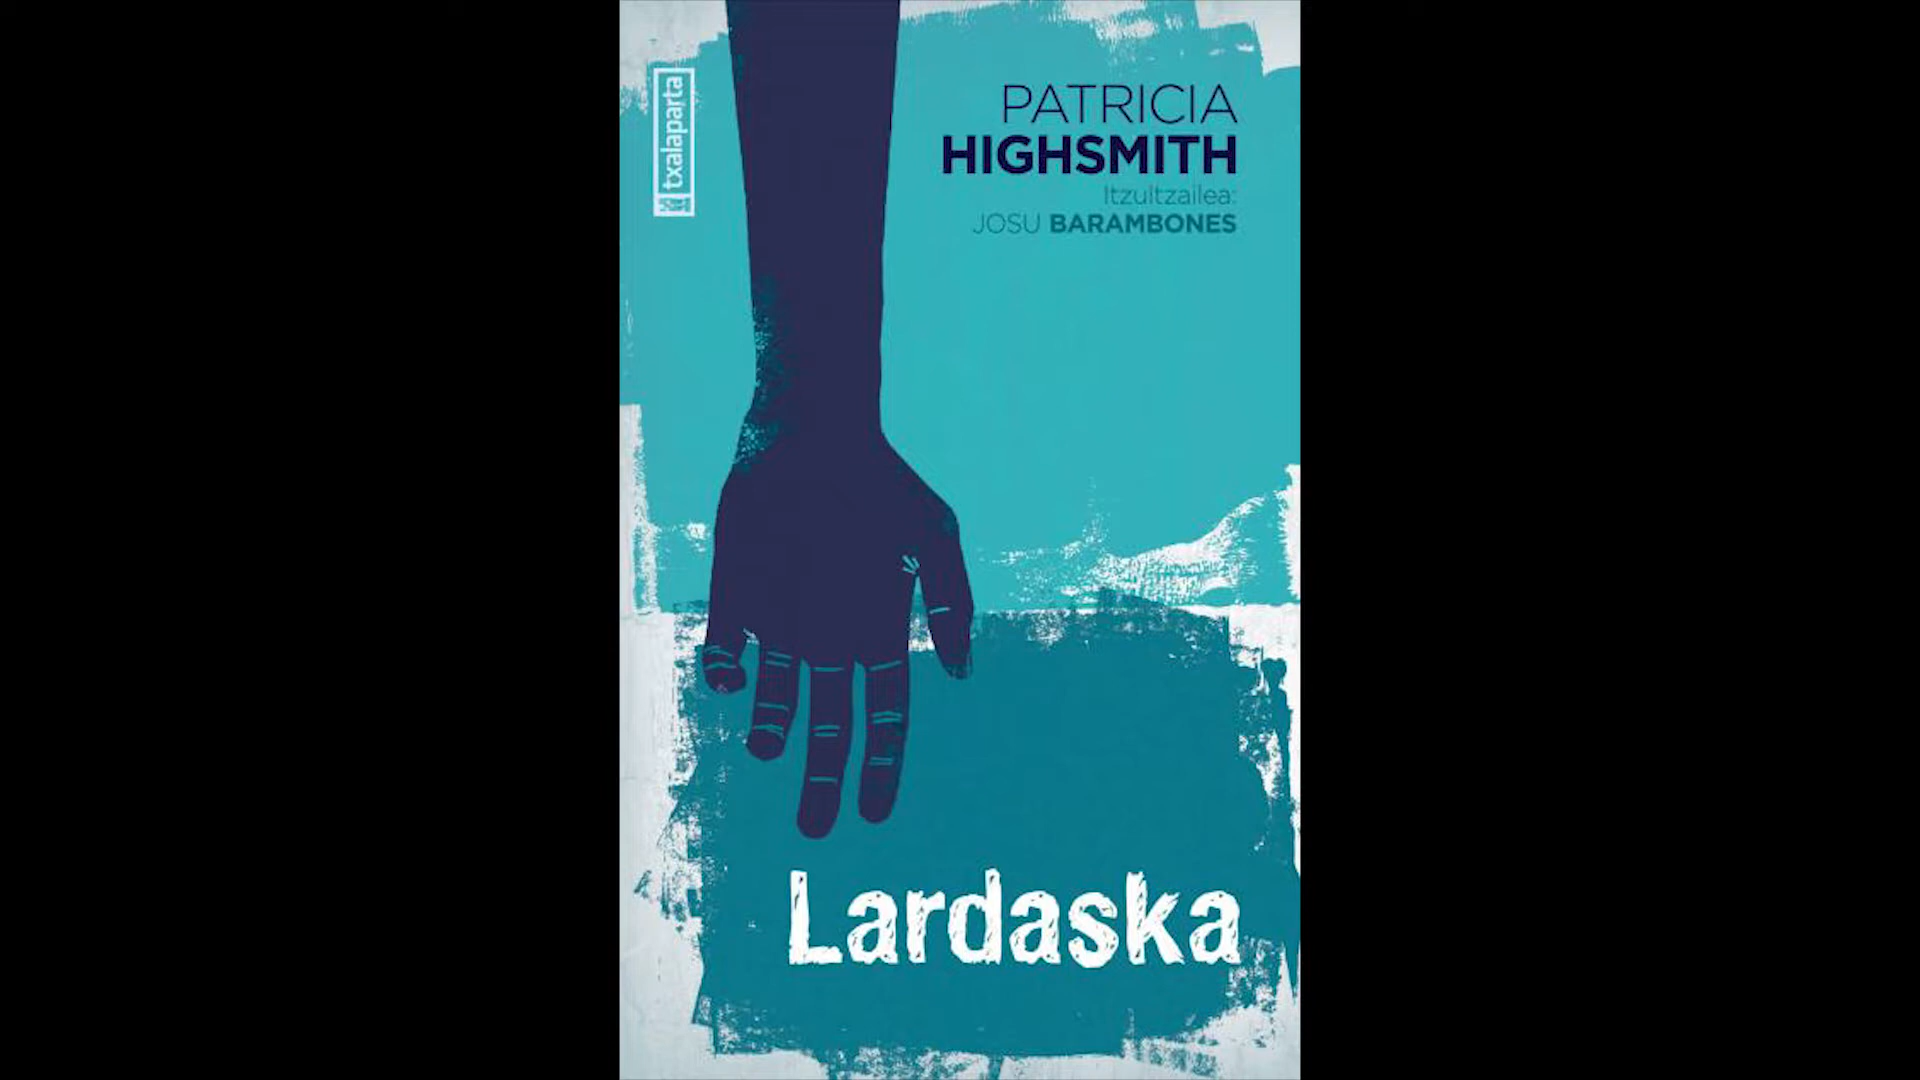 txalaparta
PATRICIA
HIGHSMITH
Itzultzailea:
JOSU BARAMBONES
Lardaska